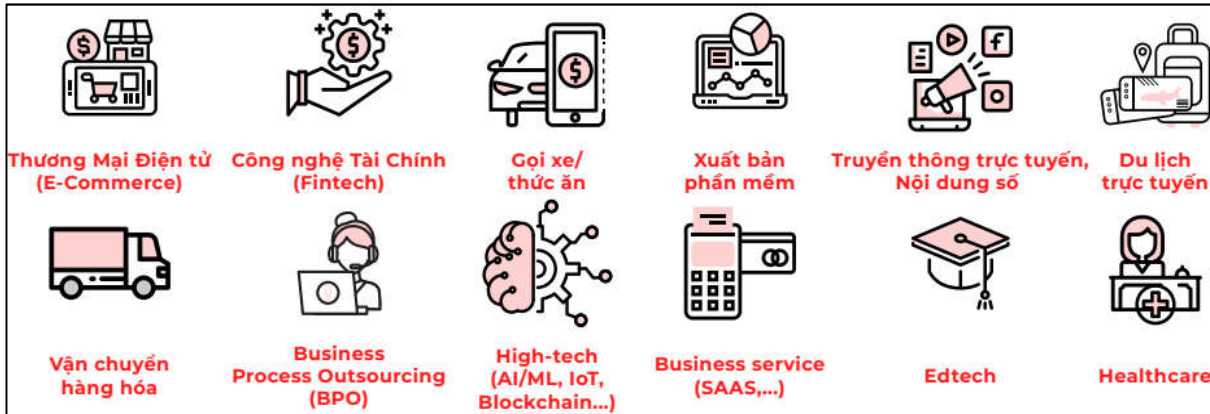 Thương Mại Điện tử
(E-Commerce)
Công nghệ Tài Chính
(Fintech)
Gọi xe/
thức ăn
Xuất bản
phần mềm
Truyền thông trực tuyến,
Nội dung số
Du lịch
trực tuyến
Vận chuyển
hàng hóa
Business
Process Outsourcing
(BPO)
High-tech
(AI/ML, IoT,
Blockchain...)
Business service
(SAAS,...)
Edtech
Healthcare